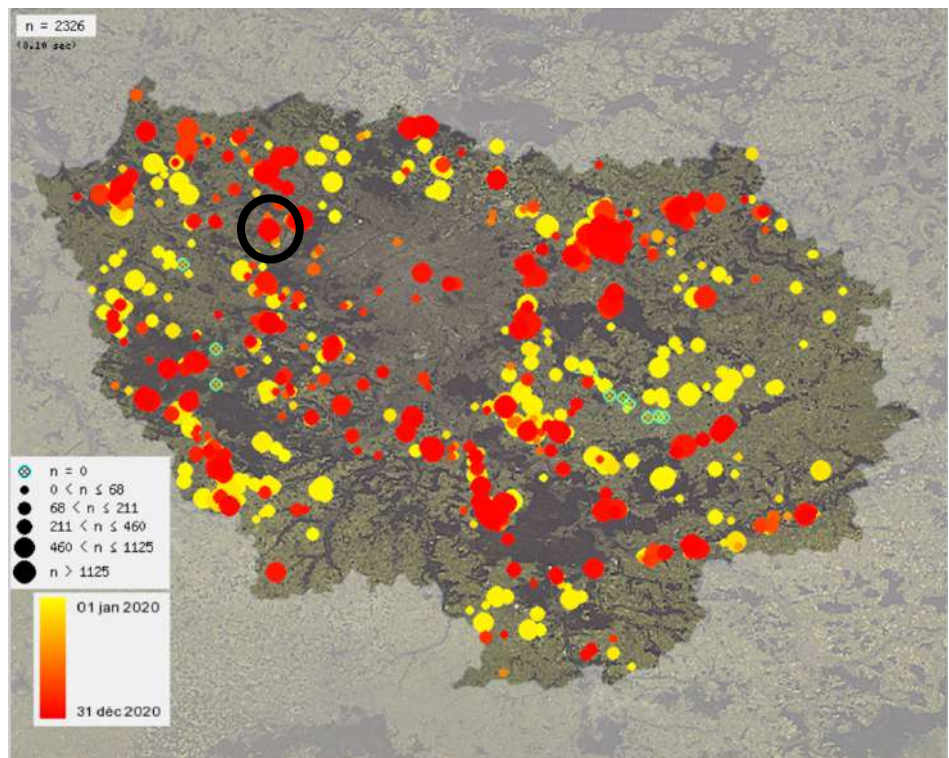 n = 2326
(0.10 sec)
n = 0
0 < n ≤ 68
68 < n ≤ 211
211 < n ≤ 460
460 < n ≤ 1125
n > 1125
01 jan 2020
31 déc 2020